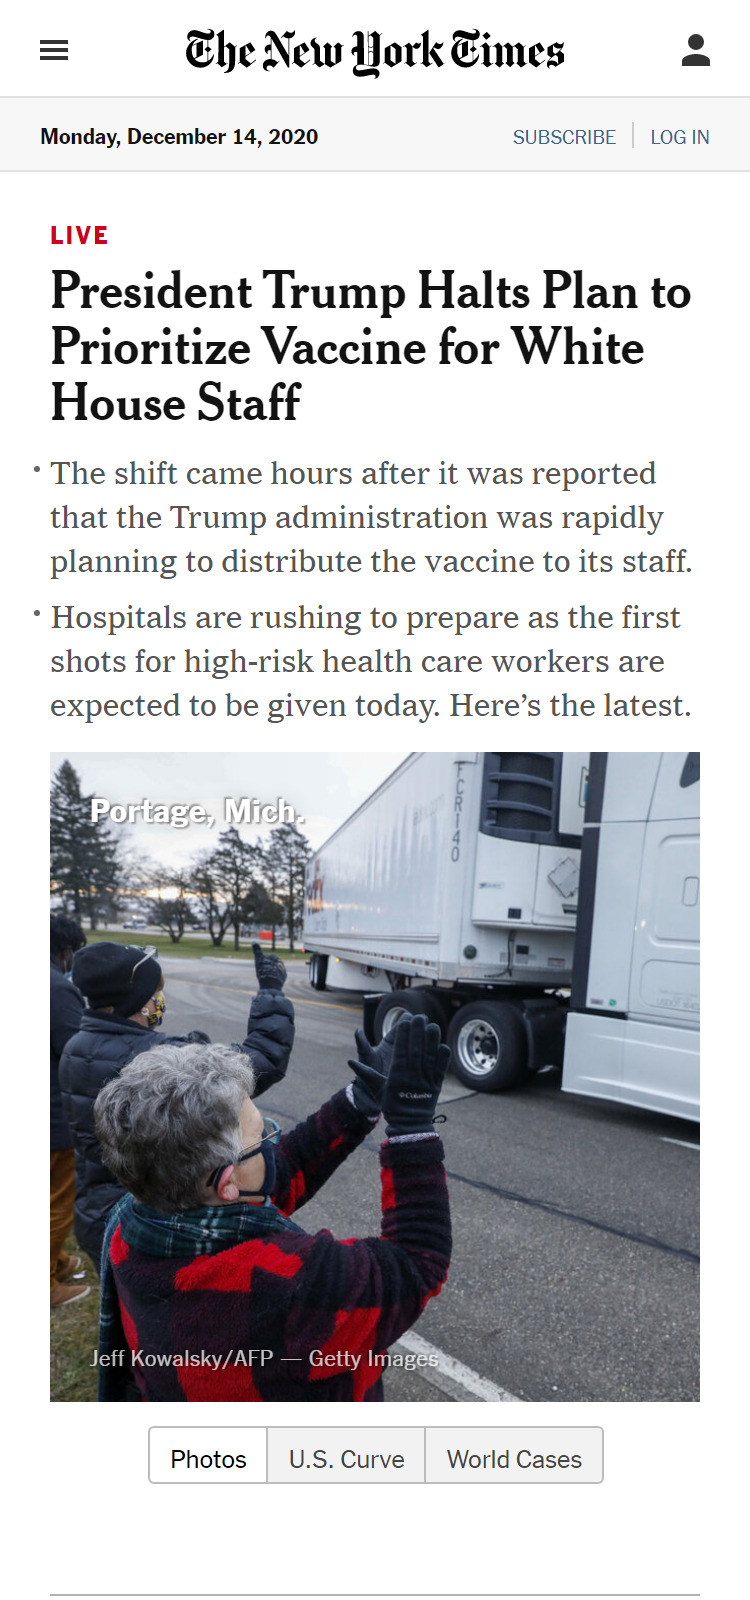 The New York Times
Monday, December 14, 2020
SUBSCRIBE
LOG IN
LIVE
President Trump Halts Plan to
Prioritize Vaccine for White
House Staff
• The shift came hours after it was reported
that the Trump administration was rapidly
planning to distribute the vaccine to its staff.
• Hospitals are rushing to prepare as the first
shots for high-risk health care workers are
expected to be given today. Here’s the latest.
Portage, Mich.
FCR140
Columbia
Jeff Kowalsky/AFP — Getty Images
Photos
U.S. Curve
World Cases